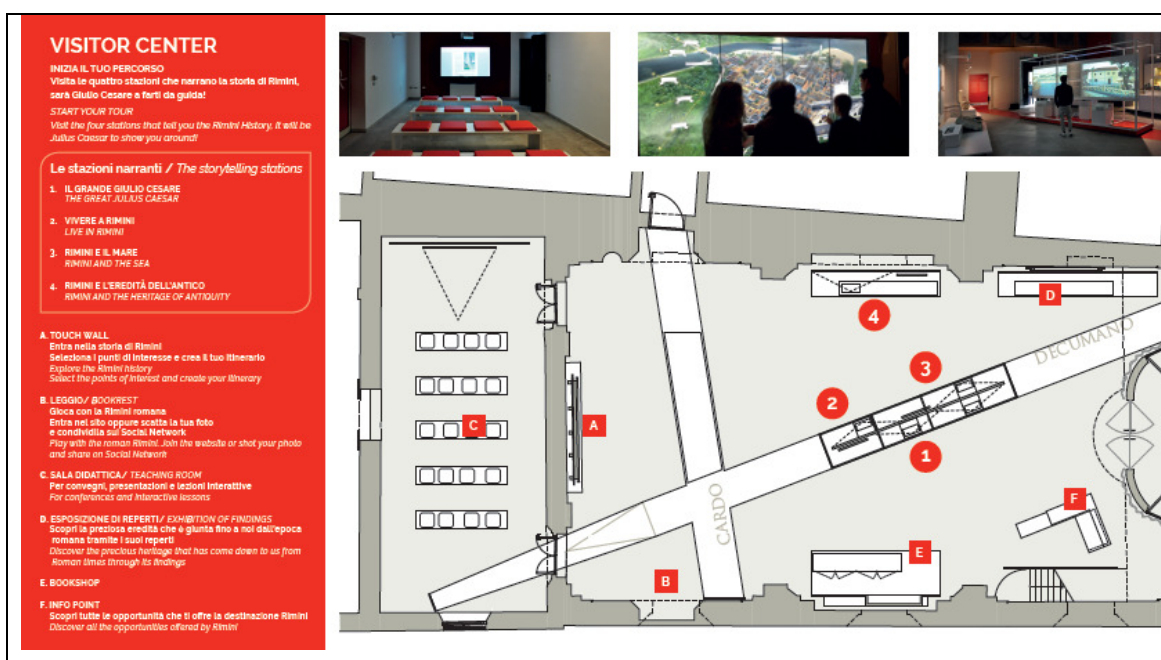 VISITOR CENTER
INIZIA IL TUO PERCORSO
Visita le quattro stazioni che narrano la storia di Rimini,
sarà Giulio Cesare a farti da guida!
START YOUR TOUR
Visit the four stations that tell you the Rimini History, it will be
Julius Caesar to show you around!
Le stazioni narranti / The storytelling stations
1. IL GRANDE GIULIO CESARE
THE GREAT JULIUS CAESAR
2. VIVERE A RIMINI
LIVE IN RIMINI
3. RIMINI E IL MARE
RIMINI AND THE SEA
4. RIMINI E L'EREDITÀ DELL'ANTICO
RIMINI AND THE HERITAGE OF ANTIQUITY
A. TOUCH WALL
Entra nella storia di Rimini
Seleziona i punti di interesse e crea il tuo itinerario
Explore the Rimini history
Select the points of interest and create your itinerary
B. LEGGIO/ BOOKREST
Gioca con la Rimini romana
Entra nel sito oppure scatta la tua foto
e condividila sui Social Network
Play with the roman Rimini. Join the website or shot your photo
and share on Social Network
C. SALA DIDATTICA/ TEACHING ROOM
Per convegni, presentazioni e lezioni interattive
For conferences and interactive lessons
D. ESPOSIZIONE DI REPERTI/ EXHIBITION OF FINDINGS
Scopri la preziosa eredità che è giunta fino a noi dall'epoca
romana tramite i suoi reperti
Discover the precious heritage that has come down to us from
Roman times through its findings
E. BOOKSHOP
F. INFO POINT
Scopri tutte le opportunità che ti offre la destinazione Rimini
Discover all the opportunities offered by Rimini
4
D
DECUMANO
3
2
C
A
1
CARDO
F
E
B